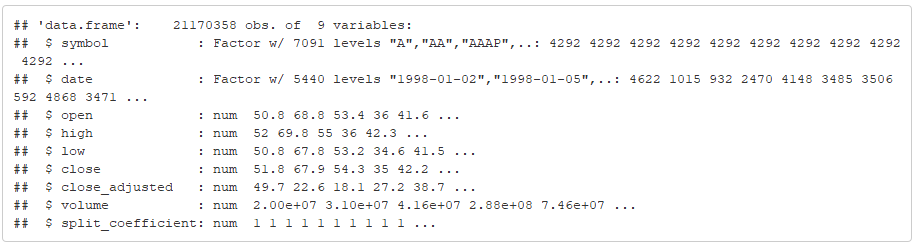 ## 'data.frame':    21170358 obs. of  9 variables:
##  $ symbol           : Factor w/ 7091 levels "A","AA","AAAP",..: 4292 4292 4292 4292 4292 4292 4292 4292 4292
 4292 ...
##  $ date             : Factor w/ 5440 levels "1998-01-02","1998-01-05",..: 4622 1015 932 2470 4148 3485 3506
592 4868 3471 ...
##  $ open             : num  50.8 68.8 53.4 36 41.6 ...
##  $ high             : num  52 69.8 55 36 42.3 ...
##  $ low              : num  50.8 67.8 53.2 34.6 41.5 ...
##  $ close            : num  51.8 67.9 54.3 35 42.2 ...
##  $ close_adjusted   : num  49.7 22.6 18.1 27.2 38.7 ...
##  $ volume           : num  2.00e+07 3.10e+07 4.16e+07 2.88e+08 7.46e+07 ...
##  $ split_coefficient: num  1 1 1 1 1 1 1 1 1 1 ...